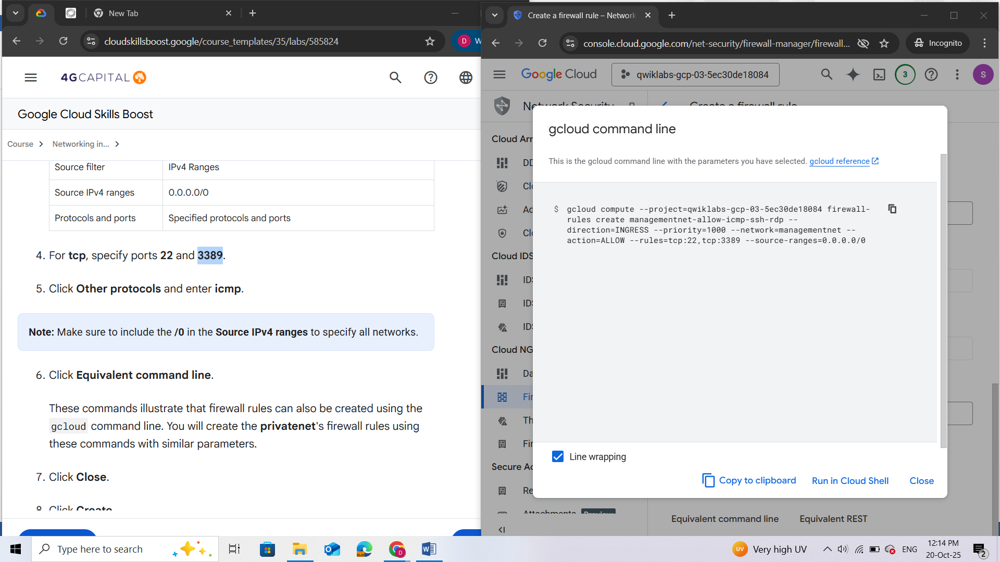 New Tab
Create a firewall rule – Network
cloudskillsboost.google/course_templates/35/labs/585824
D
W
console.cloud.google.com/net-security/firewall-manager/firewall...
Incognito
4GCAPITAL
Google Cloud
qwiklabs-gcp-03-5ec30de18084
3
S
Google Cloud Skills Boost
Network Security
Create a firewall rule
Course
Networking in...
Source filter
IPv4 Ranges
Source IPv4 ranges
0.0.0.0/0
Protocols and ports
Specified protocols and ports
4. For tcp, specify ports 22 and 3389.
5. Click Other protocols and enter icmp.
Note: Make sure to include the /0 in the Source IPv4 ranges to specify all networks.
6. Click Equivalent command line.
These commands illustrate that firewall rules can also be created using the
gcloud command line. You will create the privatenet's firewall rules using
these commands with similar parameters.
7. Click Close.
8. Click Create
Cloud Arr
DD
Clo
Ad
Clo
Cloud IDS
IDS
IDS
IDS
Cloud NG
Da
Fir
Th
Fir
Secure Ac
Re
Attachments
Preview
gcloud command line
This is the gcloud command line with the parameters you have selected. gcloud reference
$ gcloud compute --project=qwiklabs-gcp-03-5ec30de18084 firewall-
rules create managementnet-allow-icmp-ssh-rdp --
direction=INGRESS --priority=1000 --network=managementnet --
action=ALLOW --rules=tcp:22,tcp:3389 --source-ranges=0.0.0.0/0
Line wrapping
Copy to clipboard
Run in Cloud Shell
Close
Equivalent command line
Equivalent REST
Type here to search
UV
Very high UV
ENG
12:14 PM
20-Oct-25
2